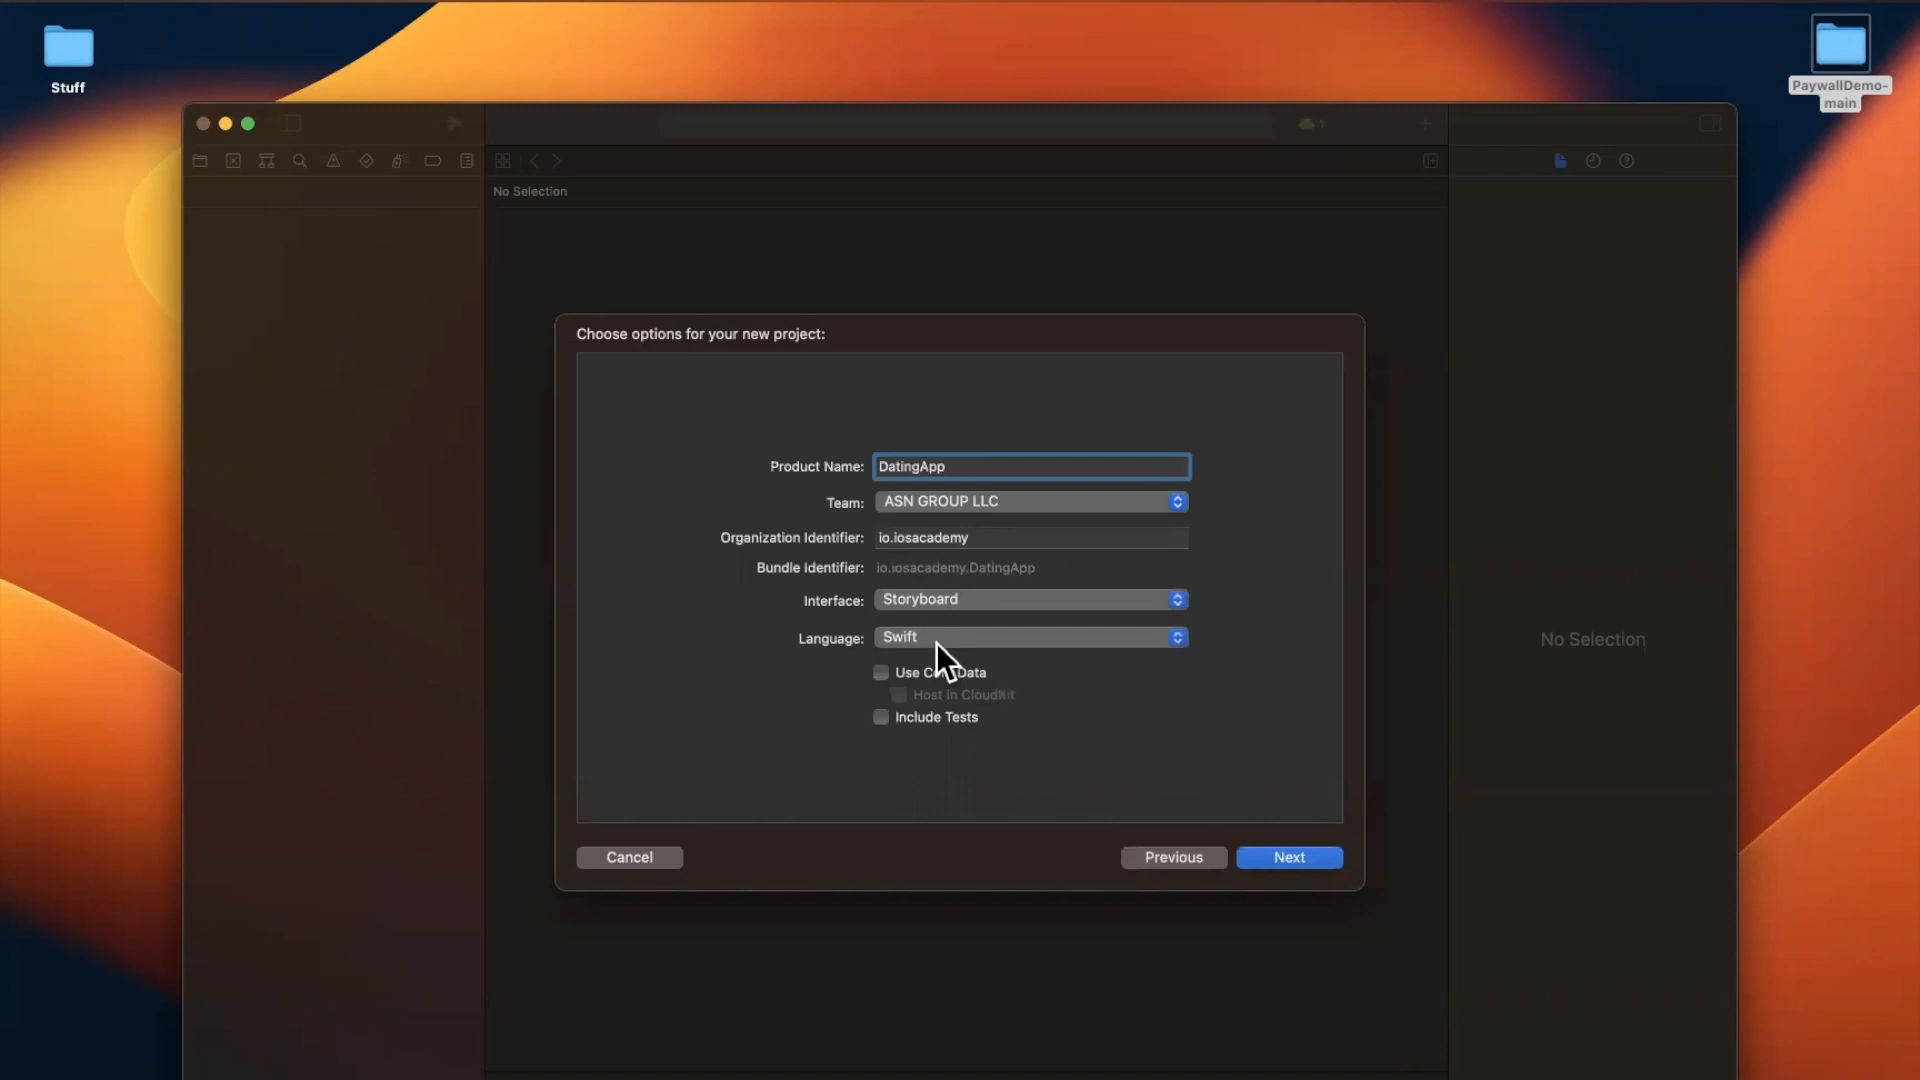 Stuff
PaywallDemo-
main
1
No Selection
Choose options for your new project:
Product Name: DatingApp
Team: ASN GROUP LLC
Organization Identifier: io.iosacademy
Bundle Identifier: io.iosacademy.DatingApp
Interface: Storyboard
Language: Swift
No Selection
Use Data
Host in CloudKit
Include Tests
Cancel
Previous
Next